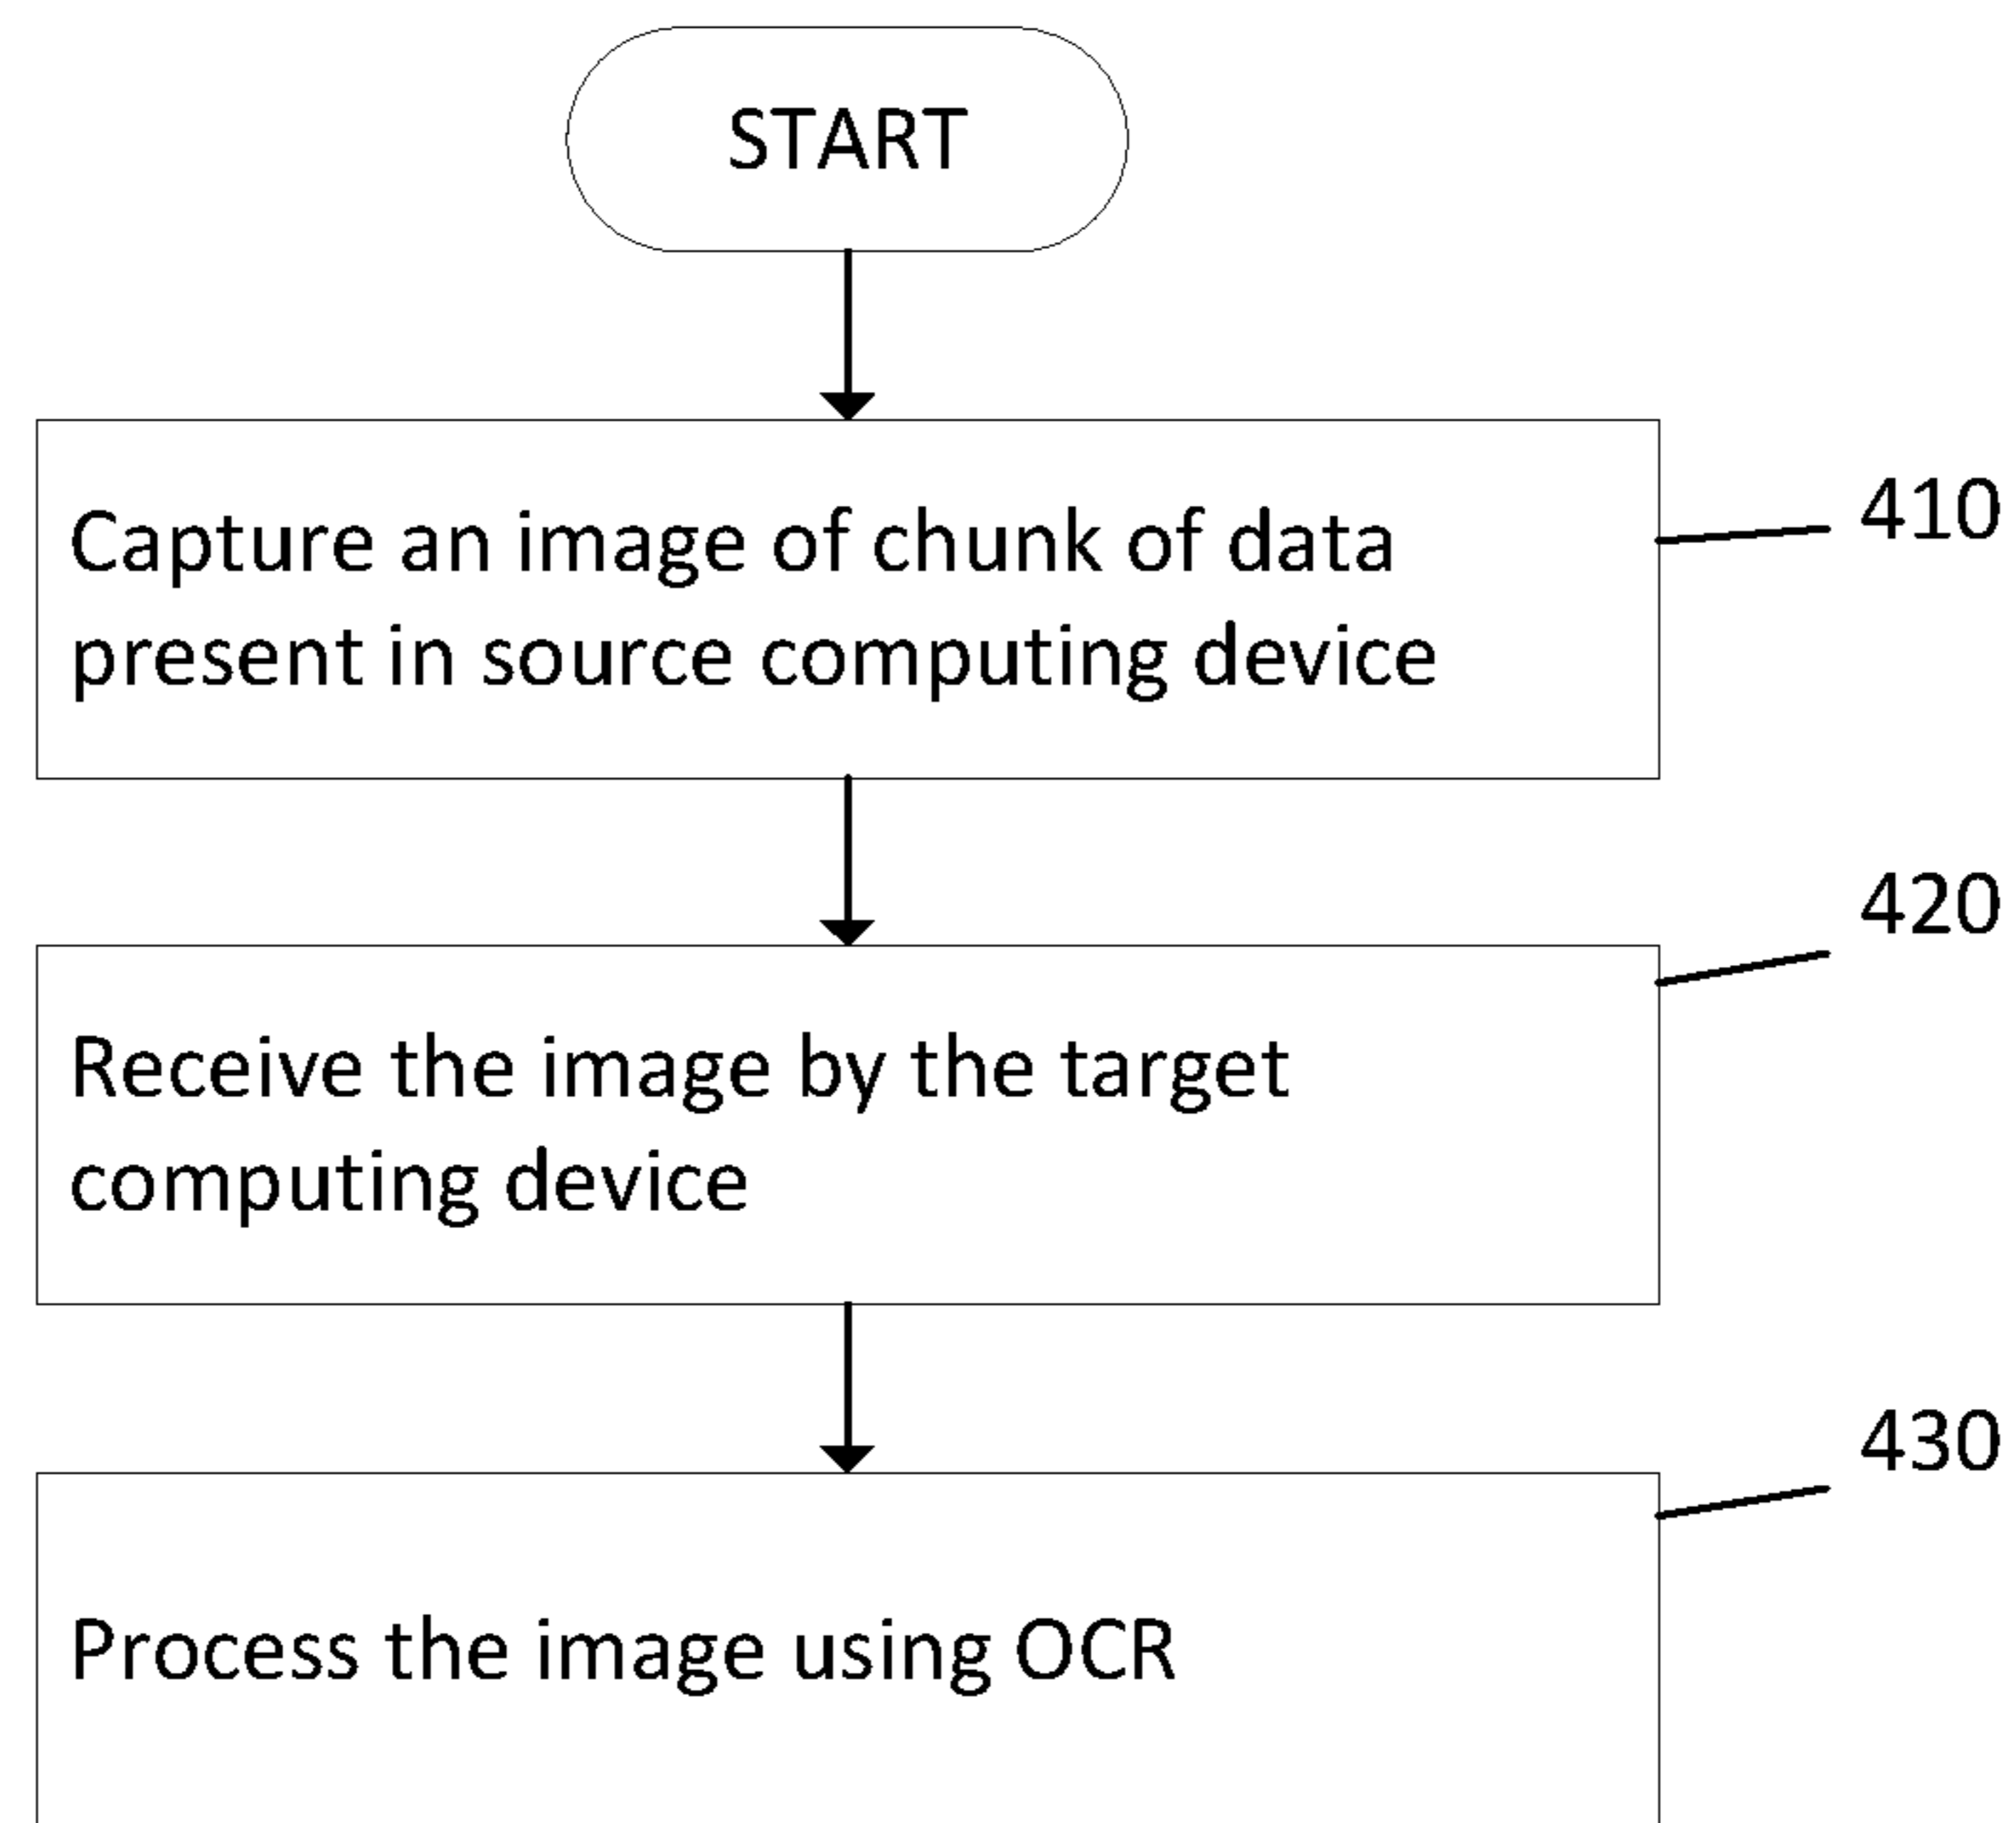 START
Capture an image of chunk of data
present in source computing device
410
420
Receive the image by the target
computing device
430
Process the image using OCR